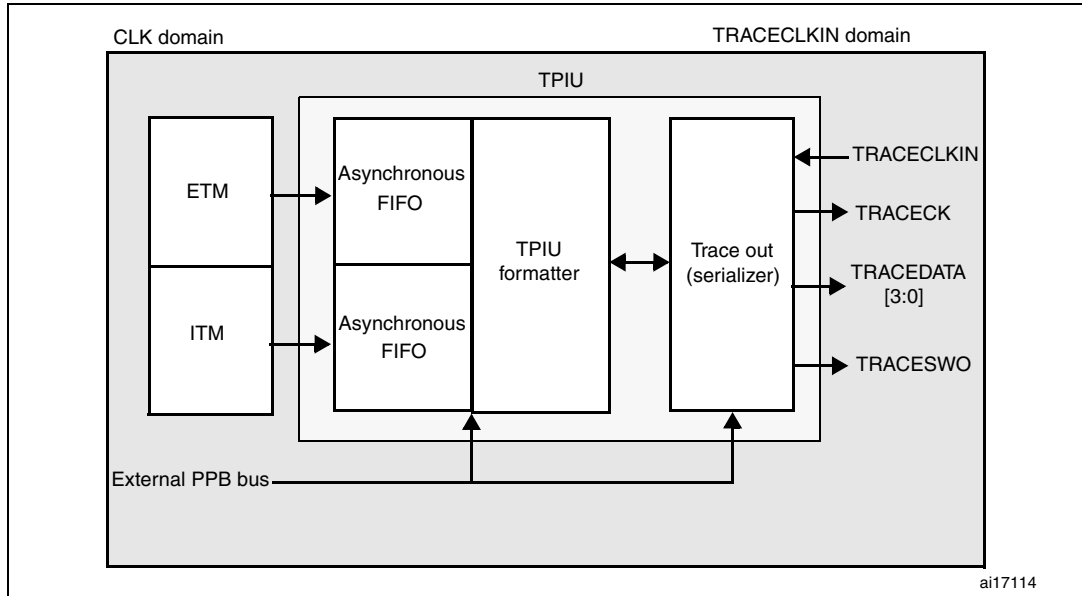 CLK domain
TRACECLKIN domain
TPIU
ETM
ITM
Asynchronous
FIFO
Asynchronous
FIFO
TPIU
formatter
Trace out
(serializer)
TRACECLKIN
TRACECK
TRACEDATA
[3:0]
TRACESWO
External PPB bus
ai17114